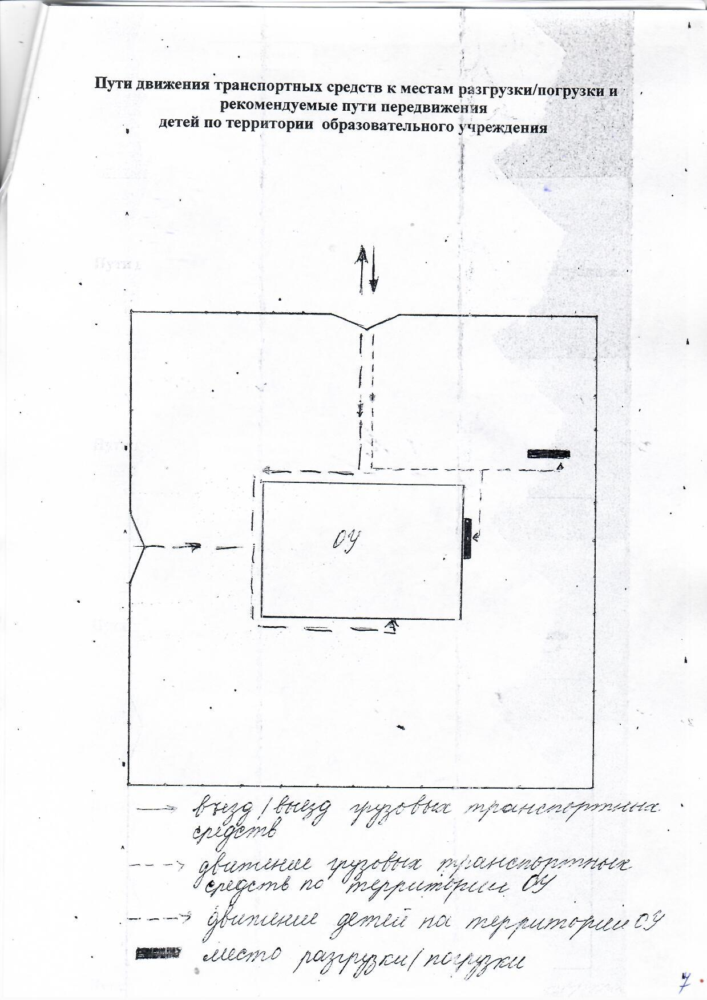 Пути движения транспортных средств к местам разгрузки/погрузки и
рекомендуемые пути передвижения
детей по территории образовательного учреждения
ОУ
въезд / выезд грузовых транспортных
средств
движение грузовых транспортных
средств по территории ОУ
движение детей на территории ОУ
место разгрузки / погрузки
7